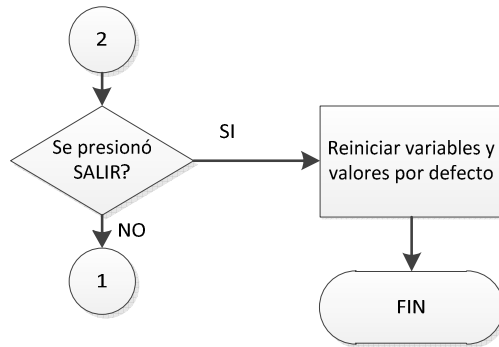 2
Se presionó
SALIR?
SI
Reiniciar variables y
valores por defecto
NO
1
FIN